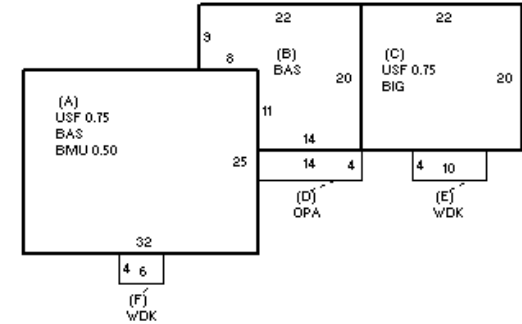 22
22
9
8
(B)
BAS
20
(C)
USF 0.75
BIG
20
(A)
USF 0.75
BAS
BMU 0.50
11
14
25
14
4
4
10
(D)
OPA
(E)
WDK
32
4
6
(F)
WDK